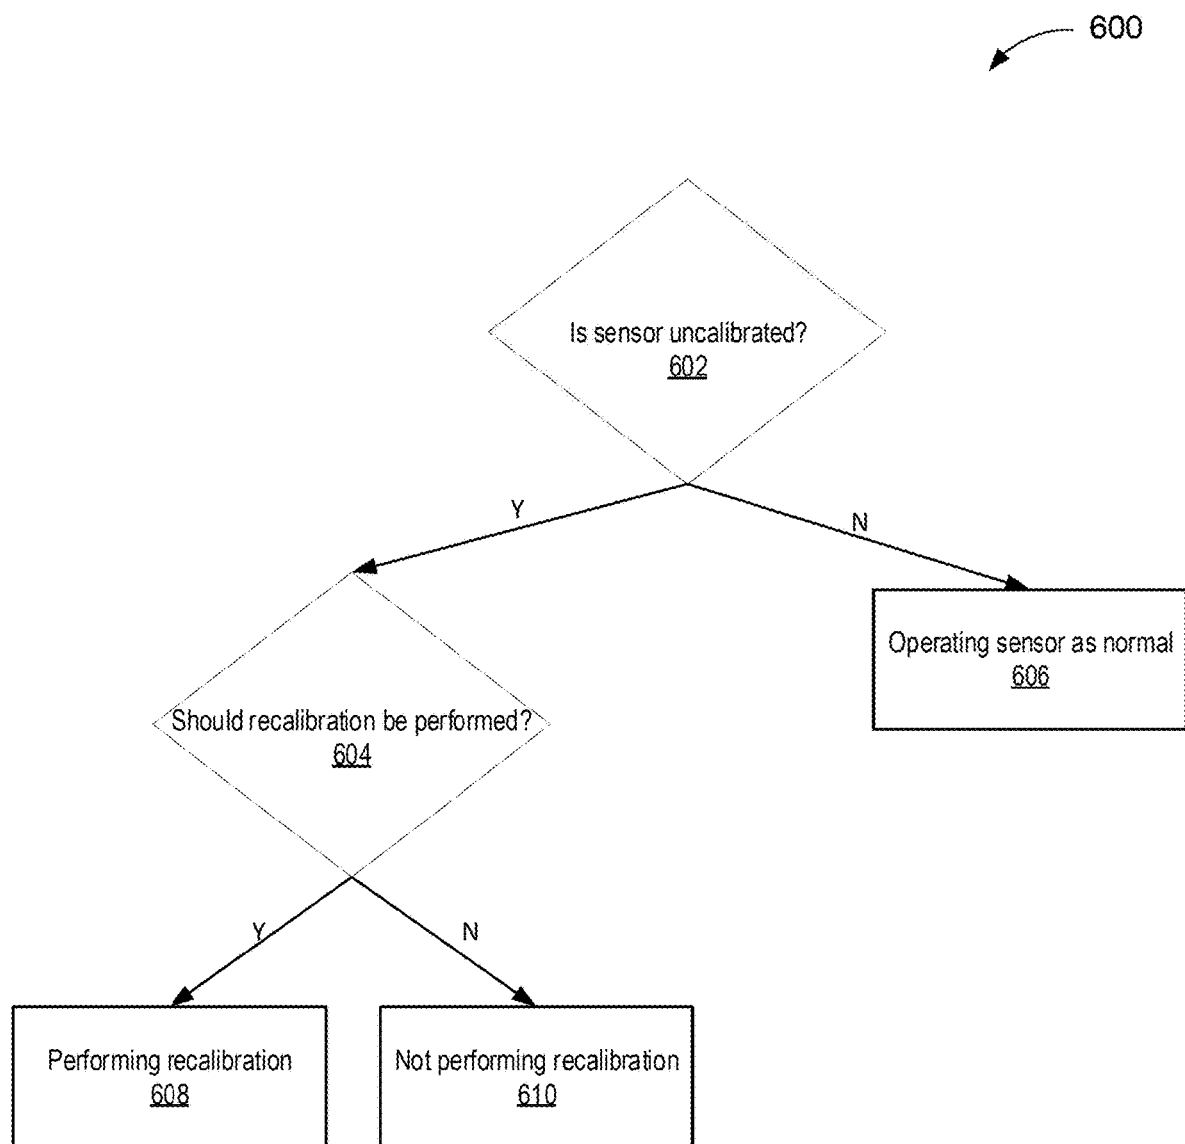 600
Is sensor uncalibrated?
602
Y
N
Operating sensor as normal
606
Should recalibration be performed?
604
Y
N
Performing recalibration
608
Not performing recalibration
610